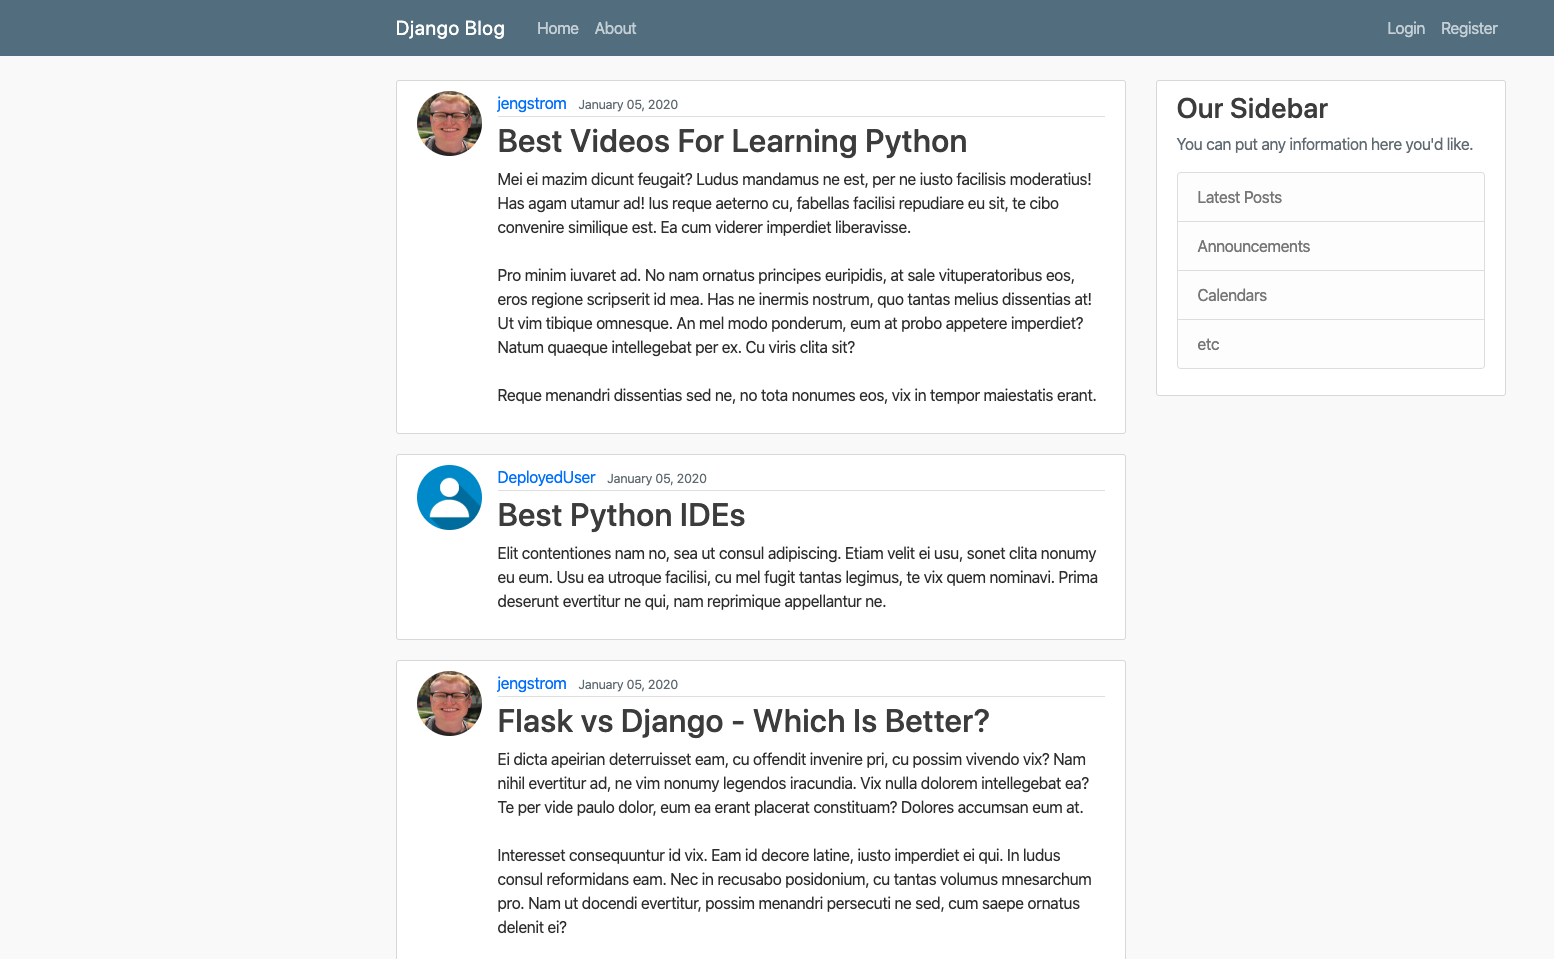 Django Blog Home About Login Register
jengstrom January 05, 2020
Best Videos For Learning Python
Mei ei mazim dicunt feugait? Ludus mandamus ne est, per ne iusto facilisis moderatius!
Has agam utamur ad! Ius reque aeterno cu, fabellas facilisi repudiare eu sit, te cibo
convenire similique est. Ea cum viderer imperdiet liberavisse.
Pro minim iuvaret ad. No nam ornatus principes euripidis, at sale vituperatoribus eos,
eros regione scripserit id mea. Has ne inermis nostrum, quo tantas melius dissentias at!
Ut vim tibique omnesque. An mel modo ponderum, eum at probo appetere imperdiet?
Natum quaeque intellegebat per ex. Cu viris clita sit?
Reque menandri dissentias sed ne, no tota nonumes eos, vix in tempor maiestatis erant.
DeployedUser January 05, 2020
Best Python IDEs
Elit contentiones nam no, sea ut consul adipiscing. Etiam velit ei usu, sonet clita nonumy
eu eum. Usu ea utroque facilisi, cu mel fugit tantas legimus, te vix quem nominavi. Prima
deserunt evertitur ne qui, nam reprimique appellantur ne.
jengstrom January 05, 2020
Flask vs Django - Which Is Better?
Ei dicta apeirian deterruisset eam, cu offendit invenire pri, cu possim vivendo vix? Nam
nihil evertitur ad, ne vim nonumy legendos iracundia. Vix nulla dolorem intellegebat ea?
Te per vide paulo dolor, eum ea erant placerat constituam? Dolores accumsan eum at.
Interesset consequuntur id vix. Eam id decore latine, iusto imperdiet ei qui. In ludus
consul reformidans eam. Nec in recusabo posidonium, cu tantas volumus mnesarchum
pro. Nam ut docendi evertitur, possim menandri persecuti ne sed, cum saepe ornatus
delenit ei?
Our Sidebar
You can put any information here you'd like.
Latest Posts
Announcements
Calendars
etc